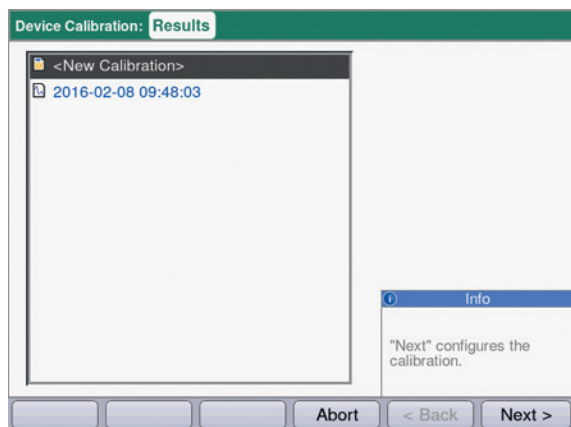 Device Calibration: Results
<New Calibration>
2016-02-08 09:48:03
Info
"Next" configures the
calibration.
Abort
< Back
Next >